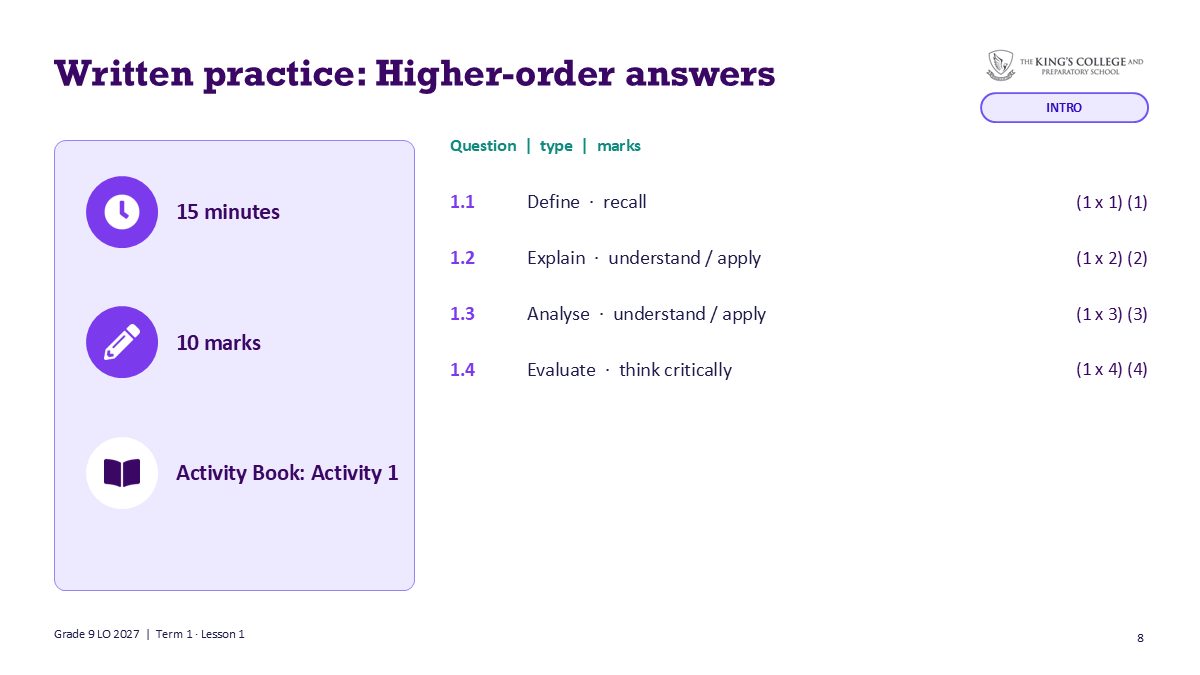 Written practice: Higher-order answers
THE KING'S COLLEGE AND
PREPARATORY SCHOOL
INTRO
15 minutes
10 marks
Activity Book: Activity 1
Question | type | marks
1.1 Define · recall (1 x 1) (1)
1.2 Explain · understand / apply (1 x 2) (2)
1.3 Analyse · understand / apply (1 x 3) (3)
1.4 Evaluate · think critically (1 x 4) (4)
Grade 9 LO 2027 | Term 1 · Lesson 1
8